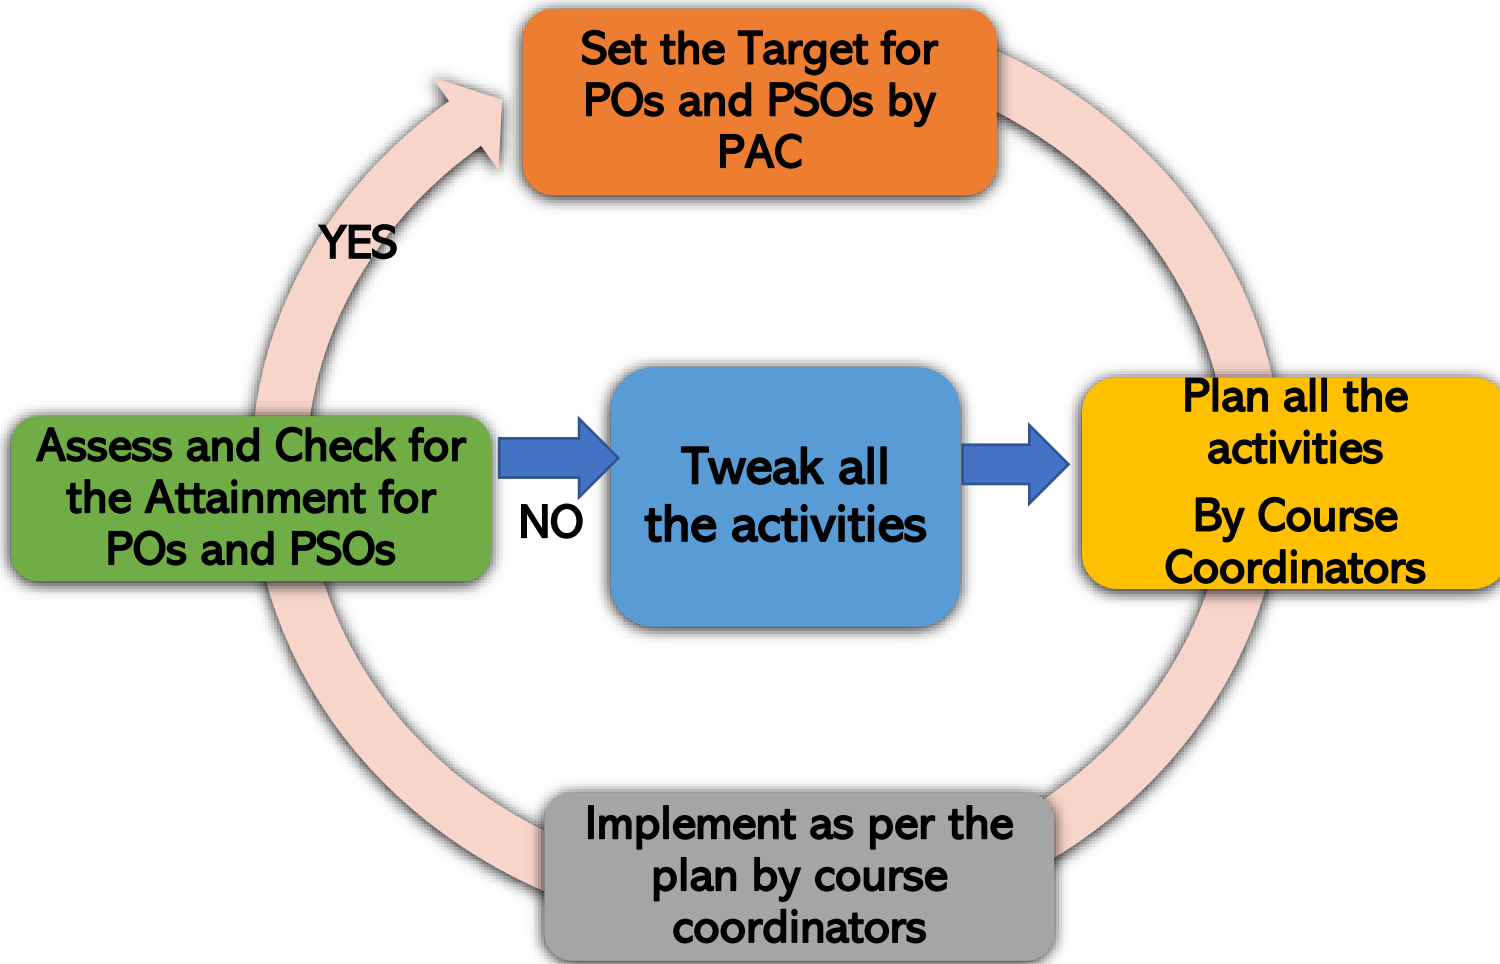 Set the Target for
POs and PSOs by
PAC
YES
Plan all the
activities
By Course
Coordinators
Assess and Check for
the Attainment for
POs and PSOs
NO
Tweak all
the activities
Implement as per the
plan by course
coordinators